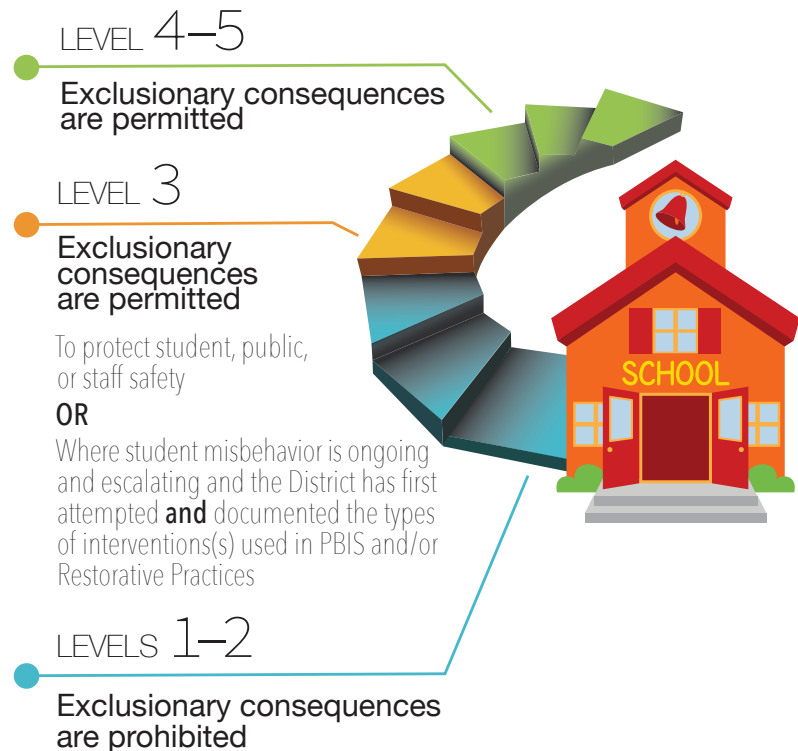 LEVEL 4–5
Exclusionary consequences
are permitted
LEVEL 3
Exclusionary
consequences
are permitted
To protect student, public,
or staff safety
OR
Where student misbehavior is ongoing
and escalating and the District has first
attempted and documented the types
of interventions(s) used in PBIS and/or
Restorative Practices
SCHOOL
LEVELS 1–2
Exclusionary consequences
are prohibited